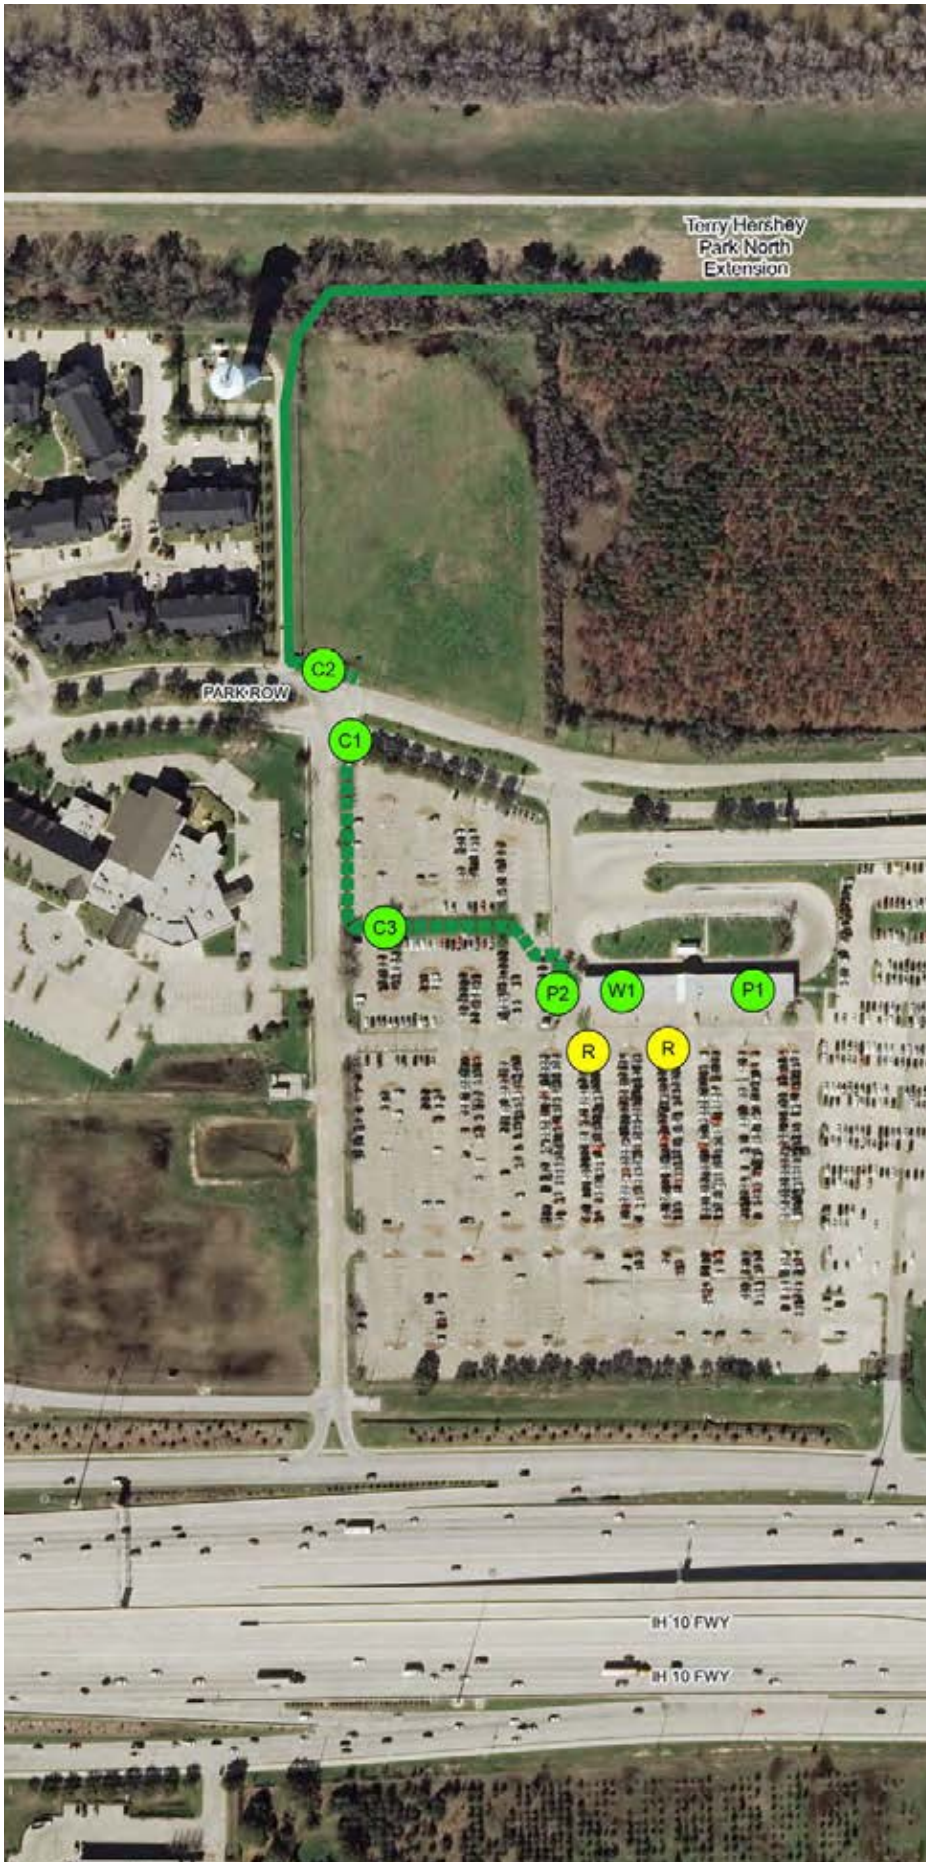 Terry Hershey
Park North
Extension
C2
PARK ROW
C1
C3
P2
W1
P1
R
R
IH 10 FWY
IH 10 FWY